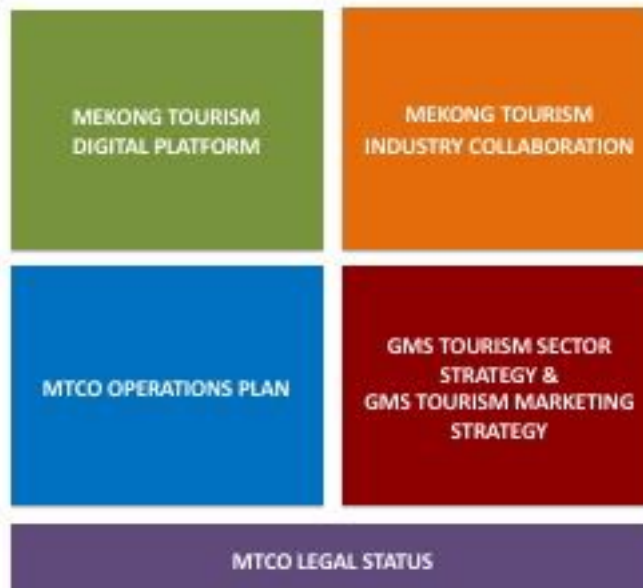 MEKONG TOURISM
DIGITAL PLATFORM
MEKONG TOURISM
INDUSTRY COLLABORATION
MTCO OPERATIONS PLAN
GMS TOURISM SECTOR
STRATEGY &
GMS TOURISM MARKETING
STRATEGY
MTCO LEGAL STATUS